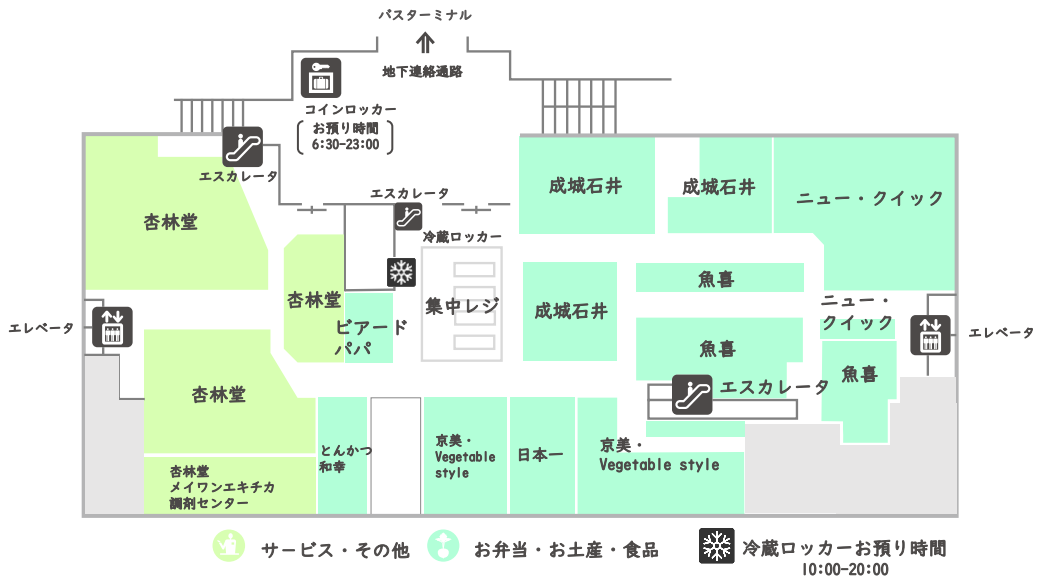 バスターミナル
地下連絡通路
コインロッカー
お預り時間
6:30-23:00
エスカレータ
エスカレータ
冷蔵ロッカー
成城石井
成城石井
ニュー・クイック
杏林堂
杏林堂
ビアード
パパ
集中レジ
成城石井
魚喜
ニュー・
クイック
エレベータ
エレベータ
魚喜
魚喜
エスカレータ
杏林堂
とんかつ
和幸
京美・
Vegetable
style
日本一
京美・
Vegetable style
杏林堂
メイワンエキチカ
調剤センター
サービス・その他
お弁当・お土産・食品
冷蔵ロッカーお預り時間
10:00-20:00